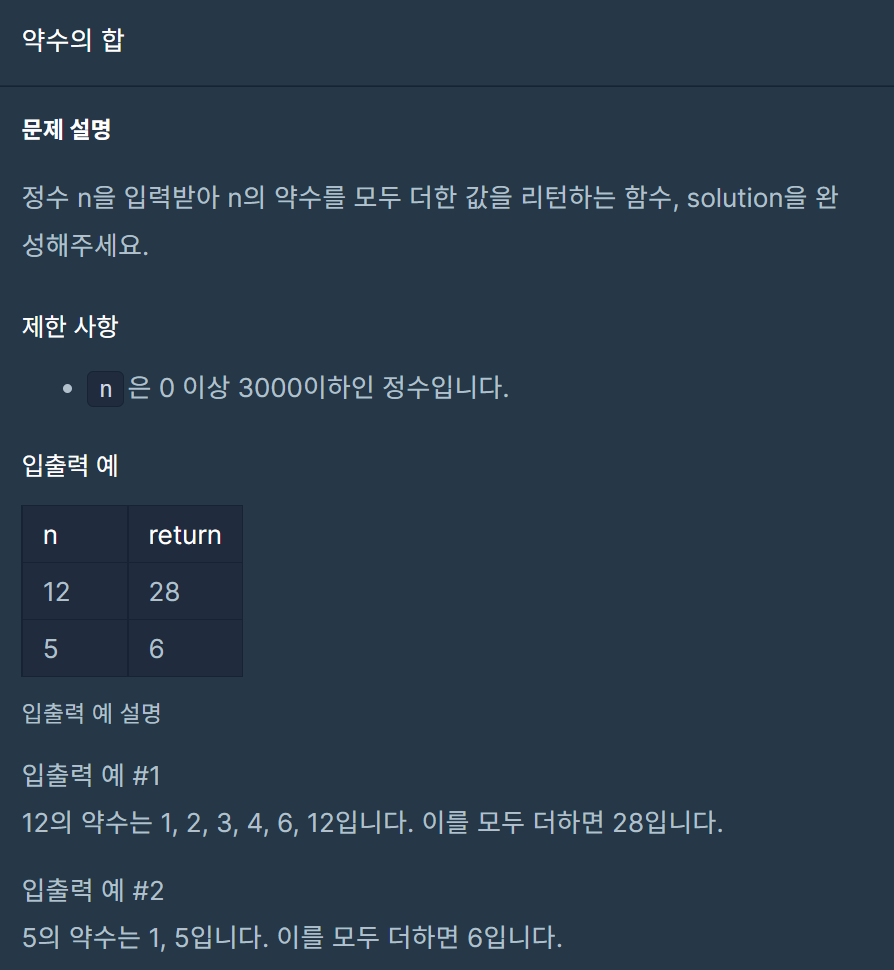 약수의 합
문제 설명
정수 n을 입력받아 n의 약수를 모두 더한 값을 리턴하는 함수, solution을 완
성해주세요.
제한 사항
• n 은 0 이상 3000이하인 정수입니다.
입출력 예
n return
12 28
5 6
입출력 예 설명
입출력 예 #1
12의 약수는 1, 2, 3, 4, 6, 12입니다. 이를 모두 더하면 28입니다.
입출력 예 #2
5의 약수는 1, 5입니다. 이를 모두 더하면 6입니다.